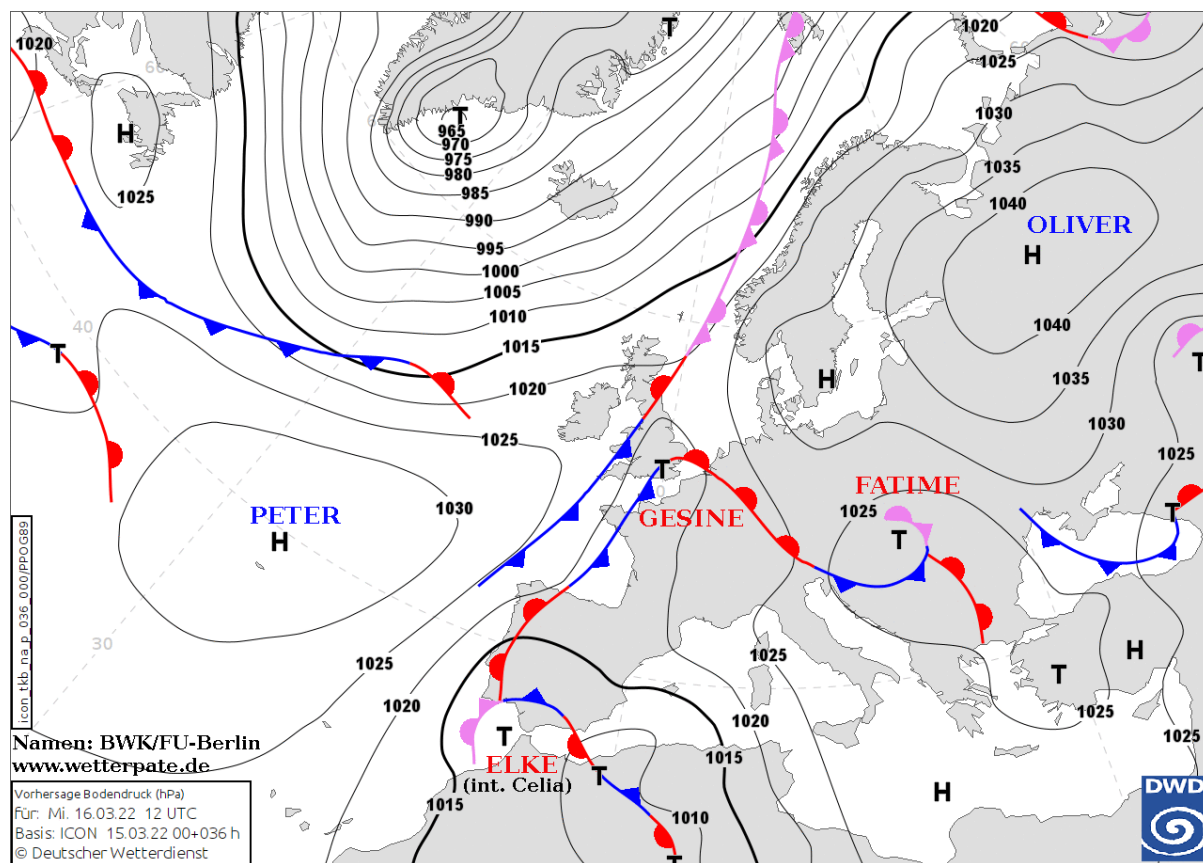 1020
T
1020
60
1025
H
T
965
970
975
980
985
990
995
1000
1005
1010
1015
1025
1030
1035
1040
OLIVER
H
1040
1035
1030
1025
T
40
T
1020
1025
H
PETER
H
1030
T
GESINE
FATIME
1025
T
T
30
1025
1020
1025
1020
1015
1010
1015
T
ELKE
(int. Celia)
T
T
H
T
H
1025
1025
icon tkb na p 036 000/PPOG89
Namen: BWK/FU-Berlin
www.wetterpate.de
Vorhersage Bodendruck (hPa)
für: Mi. 16.03.22 12 UTC
Basis: ICON 15.03.22 00+036 h
© Deutscher Wetterdienst
DWD